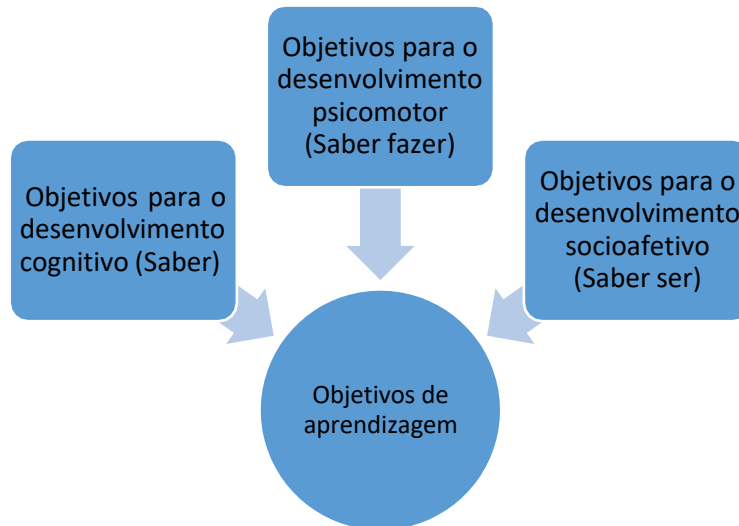 Objetivos para o
desenvolvimento
psicomotor
(Saber fazer)
Objetivos para o
desenvolvimento
cognitivo (Saber)
Objetivos para o
desenvolvimento
socioafetivo
(Saber ser)
Objetivos de
aprendizagem